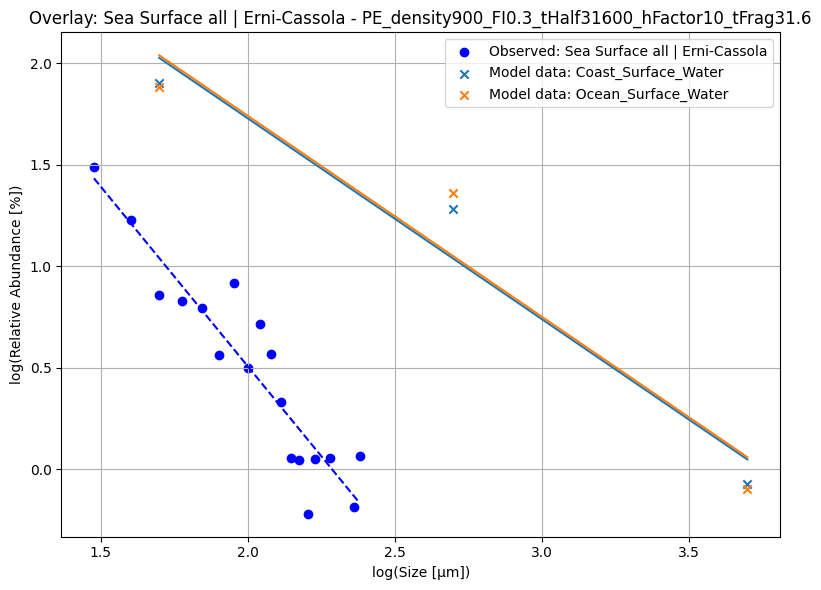 Overlay: Sea Surface all | Erni-Cassola - PE_density900_FI0.3_tHalf31600_hFactor10_tFrag31.6
Observed: Sea Surface all | Erni-Cassola
Model data: Coast_Surface_Water
Model data: Ocean_Surface_Water
log(Relative Abundance [%])
2.0
1.5
1.0
0.5
0.0
1.5 2.0 2.5 3.0 3.5
log(Size [µm])